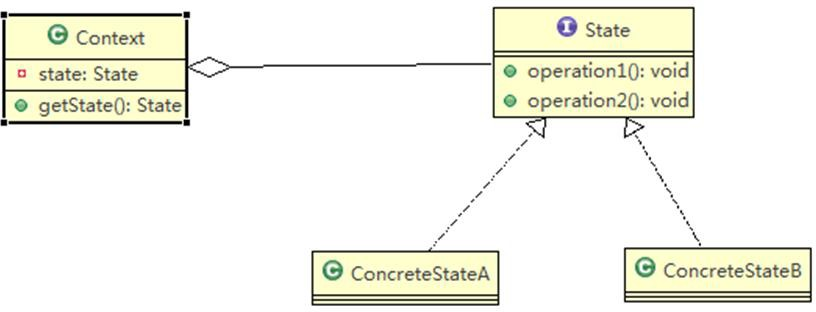 Context
state: State
getState(): State
State
operation1(): void
operation2(): void
ConcreteStateA
ConcreteStateB